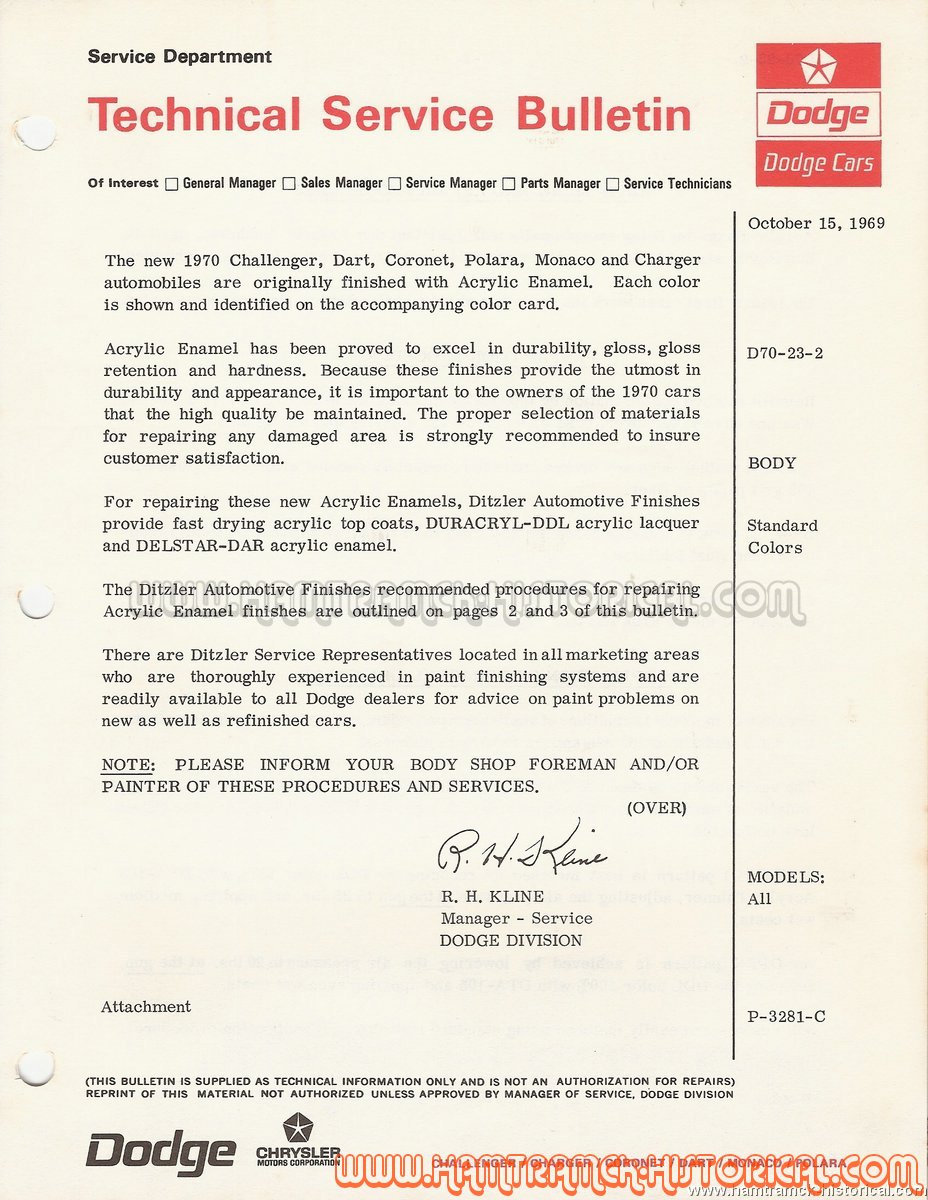 Service Department
Technical Service Bulletin
Dodge
Dodge Cars
Of Interest General Manager Sales Manager Service Manager Parts Manager Service Technicians
October 15, 1969
The new 1970 Challenger, Dart, Coronet, Polara, Monaco and Charger
automobiles are originally finished with Acrylic Enamel. Each color
is shown and identified on the accompanying color card.
D70-23-2
Acrylic Enamel has been proved to excel in durability, gloss, gloss
retention and hardness. Because these finishes provide the utmost in
durability and appearance, it is important to the owners of the 1970 cars
that the high quality be maintained. The proper selection of materials
for repairing any damaged area is strongly recommended to insure
customer satisfaction.
BODY
For repairing these new Acrylic Enamels, Ditzler Automotive Finishes
provide fast drying acrylic top coats, DURACRYL-DDL acrylic lacquer
and DELSTAR-DAR acrylic enamel.
Standard
Colors
The Ditzler Automotive Finishes recommended procedures for repairing
Acrylic Enamel finishes are outlined on pages 2 and 3 of this bulletin.
www.hamtramck-historical.com
There are Ditzler Service Representatives located in all marketing areas
who are thoroughly experienced in paint finishing systems and are
readily available to all Dodge dealers for advice on paint problems on
new as well as refinished cars.
NOTE: PLEASE INFORM YOUR BODY SHOP FOREMAN AND/OR
PAINTER OF THESE PROCEDURES AND SERVICES.
(OVER)
R. H. Kline
R. H. KLINE
Manager - Service
DODGE DIVISION
MODELS:
All
Attachment
P-3281-C
(THIS BULLETIN IS SUPPLIED AS TECHNICAL INFORMATION ONLY AND IS NOT AN AUTHORIZATION FOR REPAIRS)
REPRINT OF THIS MATERIAL NOT AUTHORIZED UNLESS APPROVED BY MANAGER OF SERVICE, DODGE DIVISION
Dodge
CHRYSLER
MOTORS CORPORATION
CHALLENGER / CHARGER / CORONET / DART / MONACO / POLARA
www.hamtramck-historical.com
www.hamtramck-historical.com